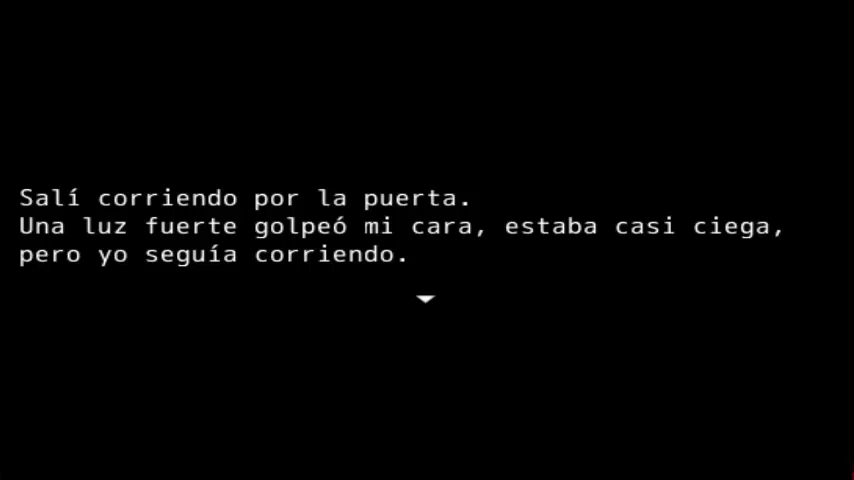 Salí corriendo por la puerta.
Una luz fuerte golpeó mi cara, estaba casi ciega,
pero yo seguía corriendo.